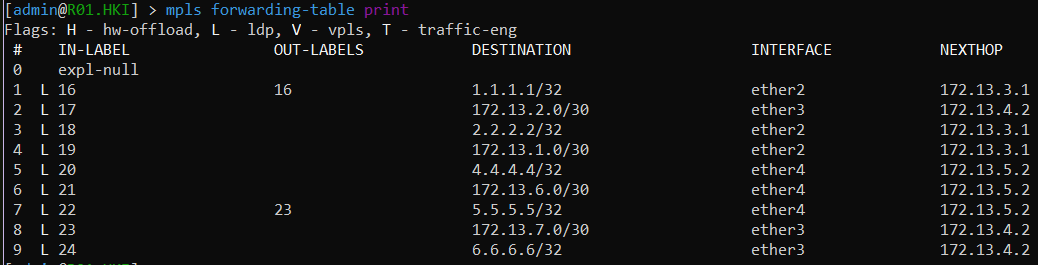 [admin@R01.HKI] > mpls forwarding-table print
Flags: H - hw-offload, L - ldp, V - vpls, T - traffic-eng
# IN-LABEL OUT-LABELS DESTINATION INTERFACE NEXTHOP
0 expl-null
1 L 16 16 1.1.1.1/32 ether2 172.13.3.1
2 L 17 172.13.2.0/30 ether3 172.13.4.2
3 L 18 2.2.2.2/32 ether2 172.13.3.1
4 L 19 172.13.1.0/30 ether2 172.13.3.1
5 L 20 4.4.4.4/32 ether4 172.13.5.2
6 L 21 172.13.6.0/30 ether4 172.13.5.2
7 L 22 23 5.5.5.5/32 ether4 172.13.5.2
8 L 23 172.13.7.0/30 ether3 172.13.4.2
9 L 24 6.6.6.6/32 ether3 172.13.4.2